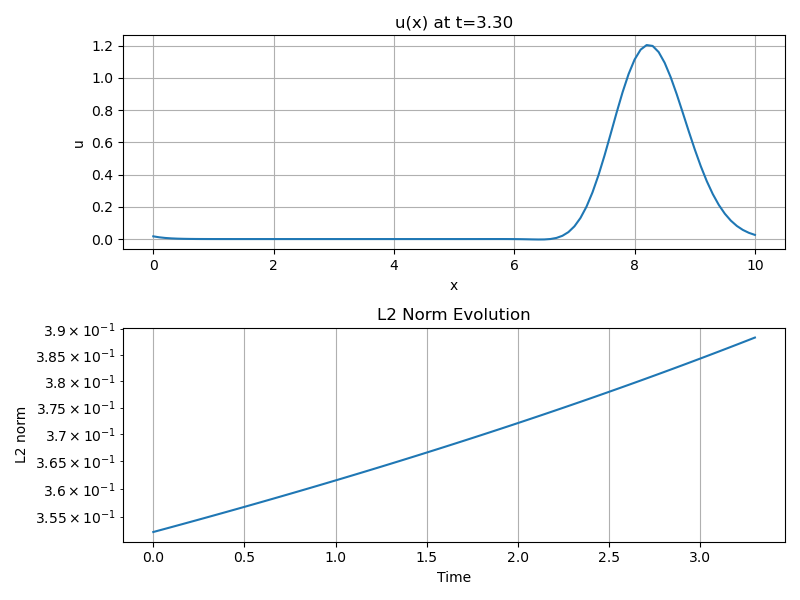 u(x) at t=3.30
1.2
1.0
0.8
0.6
0.4
0.2
0.0
u
0 2 4 6 8 10
x
L2 Norm Evolution
3.9 × 10⁻¹
3.85 × 10⁻¹
3.8 × 10⁻¹
3.75 × 10⁻¹
3.7 × 10⁻¹
3.65 × 10⁻¹
3.6 × 10⁻¹
3.55 × 10⁻¹
L2 norm
0.0 0.5 1.0 1.5 2.0 2.5 3.0
Time